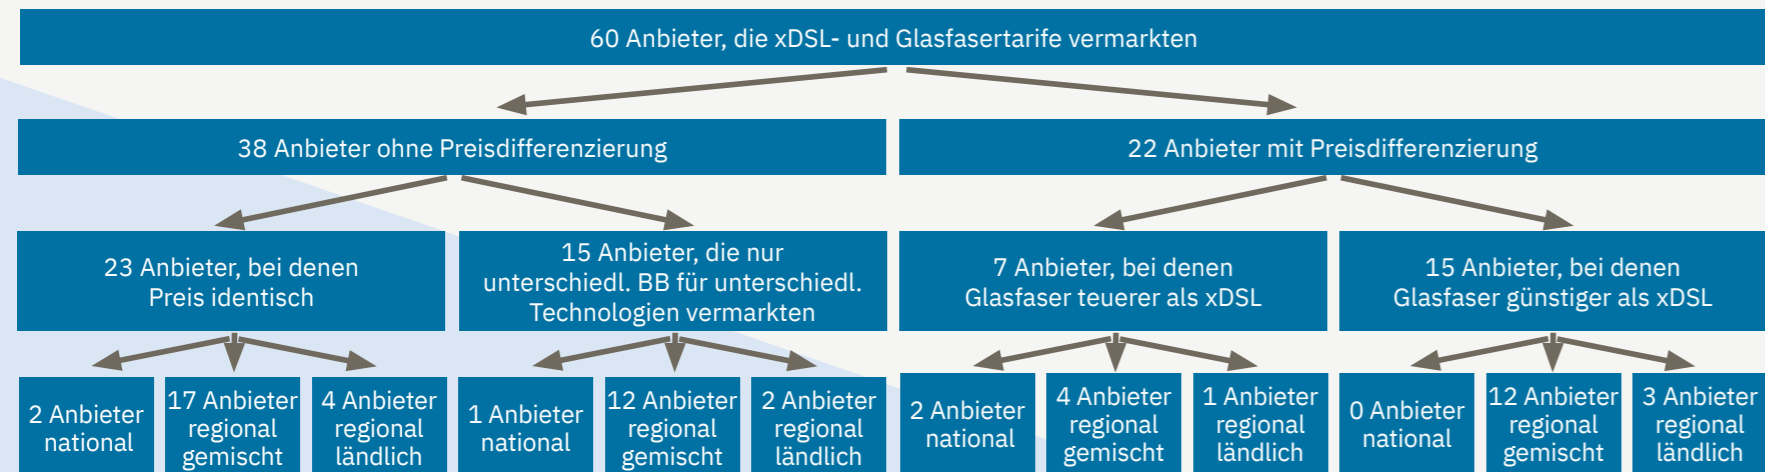 60 Anbieter, die xDSL- und Glasfasertarife vermarkten
38 Anbieter ohne Preisdifferenzierung
22 Anbieter mit Preisdifferenzierung
23 Anbieter, bei denen
Preis identisch
15 Anbieter, die nur
unterschiedl. BB für unterschiedl.
Technologien vermarkten
7 Anbieter, bei denen
Glasfaser teuerer als xDSL
15 Anbieter, bei denen
Glasfaser günstiger als xDSL
2 Anbieter
national
17 Anbieter
regional
gemischt
4 Anbieter
regional
ländlich
1 Anbieter
national
12 Anbieter
regional
gemischt
2 Anbieter
regional
ländlich
2 Anbieter
national
4 Anbieter
regional
gemischt
1 Anbieter
regional
ländlich
0 Anbieter
national
12 Anbieter
regional
gemischt
3 Anbieter
regional
ländlich